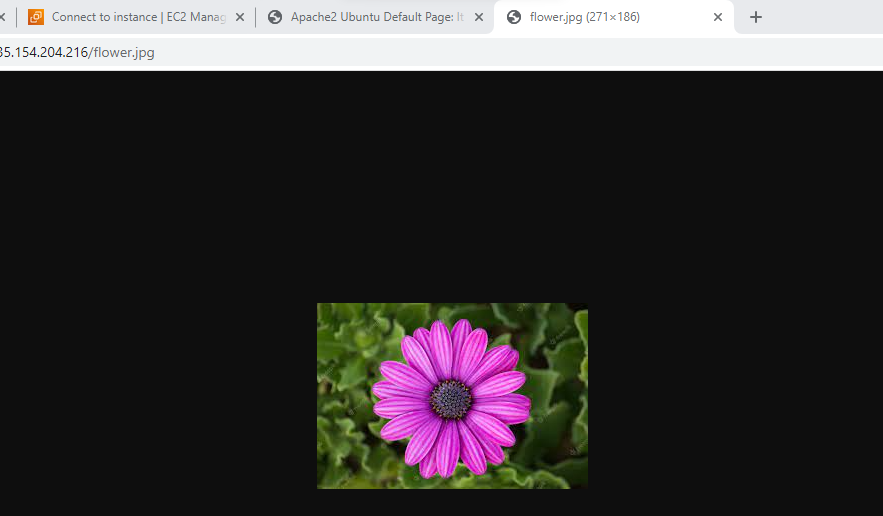 Connect to instance | EC2 Manag
Apache2 Ubuntu Default Page: It
flower.jpg (271×186)
35.154.204.216/flower.jpg